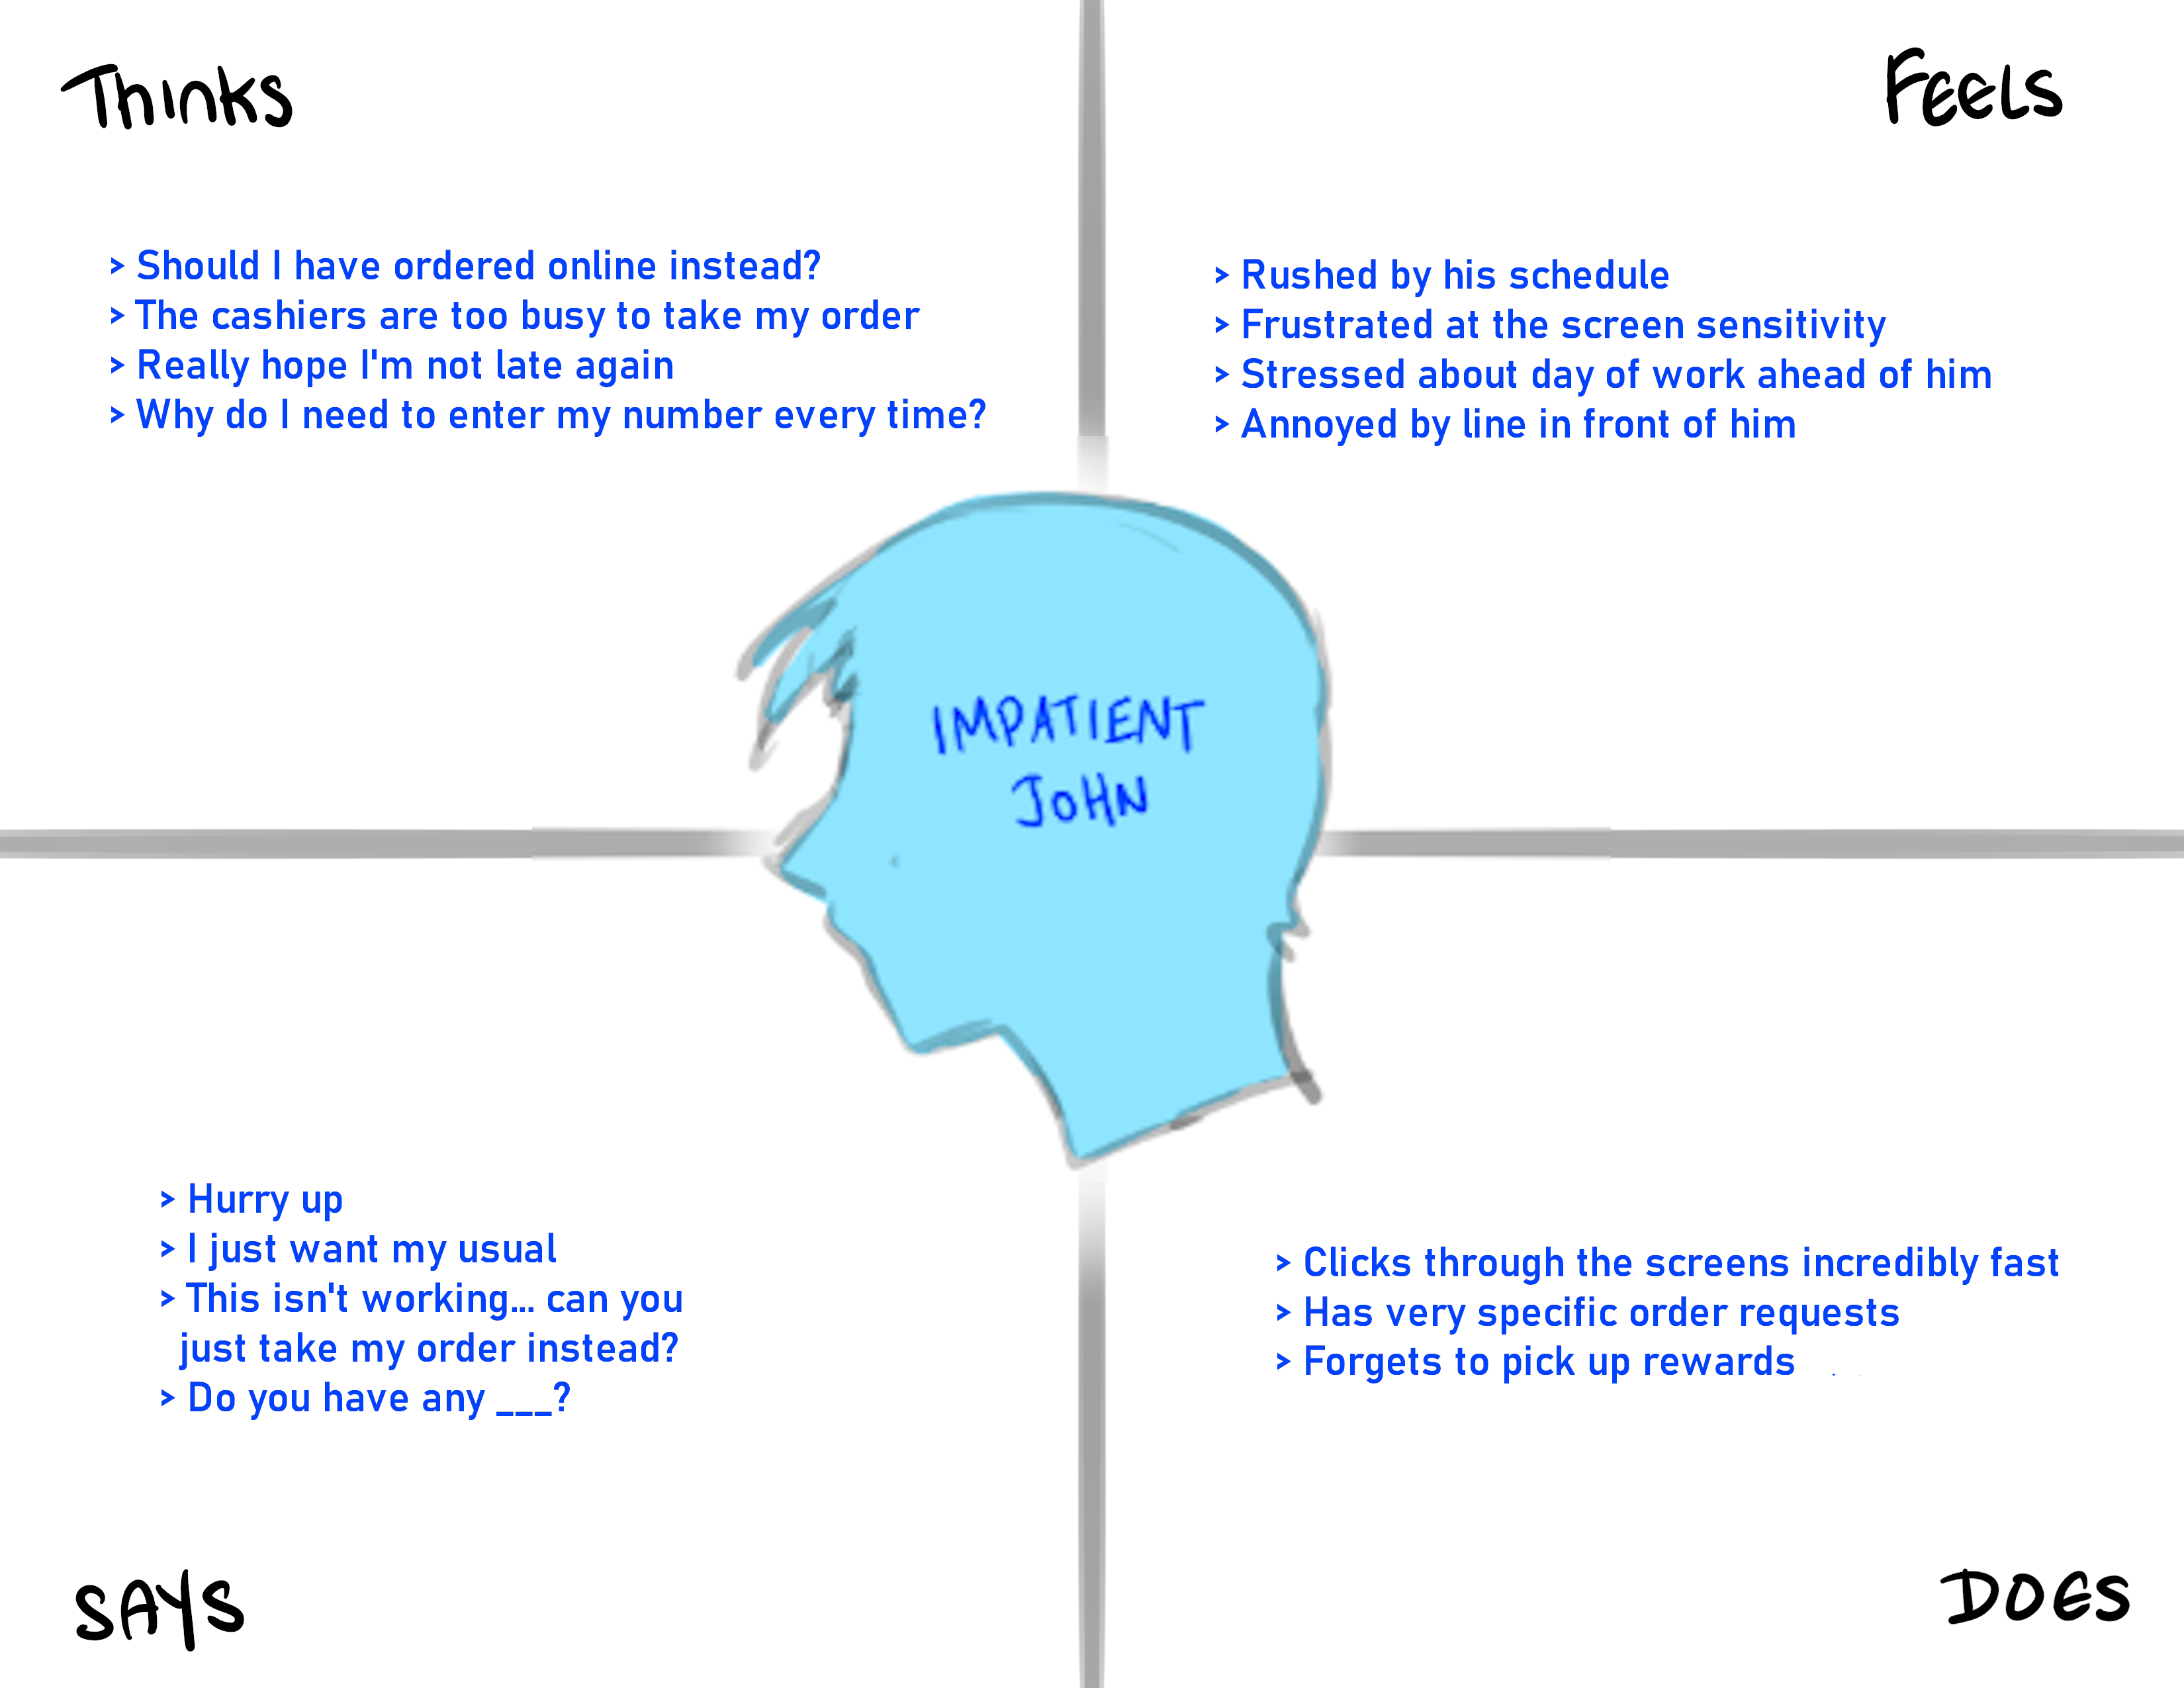 Thinks
> Should I have ordered online instead?
> The cashiers are too busy to take my order
> Really hope I'm not late again
> Why do I need to enter my number every time?
FEELS
> Rushed by his schedule
> Frustrated at the screen sensitivity
> Stressed about day of work ahead of him
> Annoyed by line in front of him
IMPATIENT
JOHN
> Hurry up
> I just want my usual
> This isn't working... can you
just take my order instead?
> Do you have any ___?
SAYS
> Clicks through the screens incredibly fast
> Has very specific order requests
> Forgets to pick up rewards
DOES